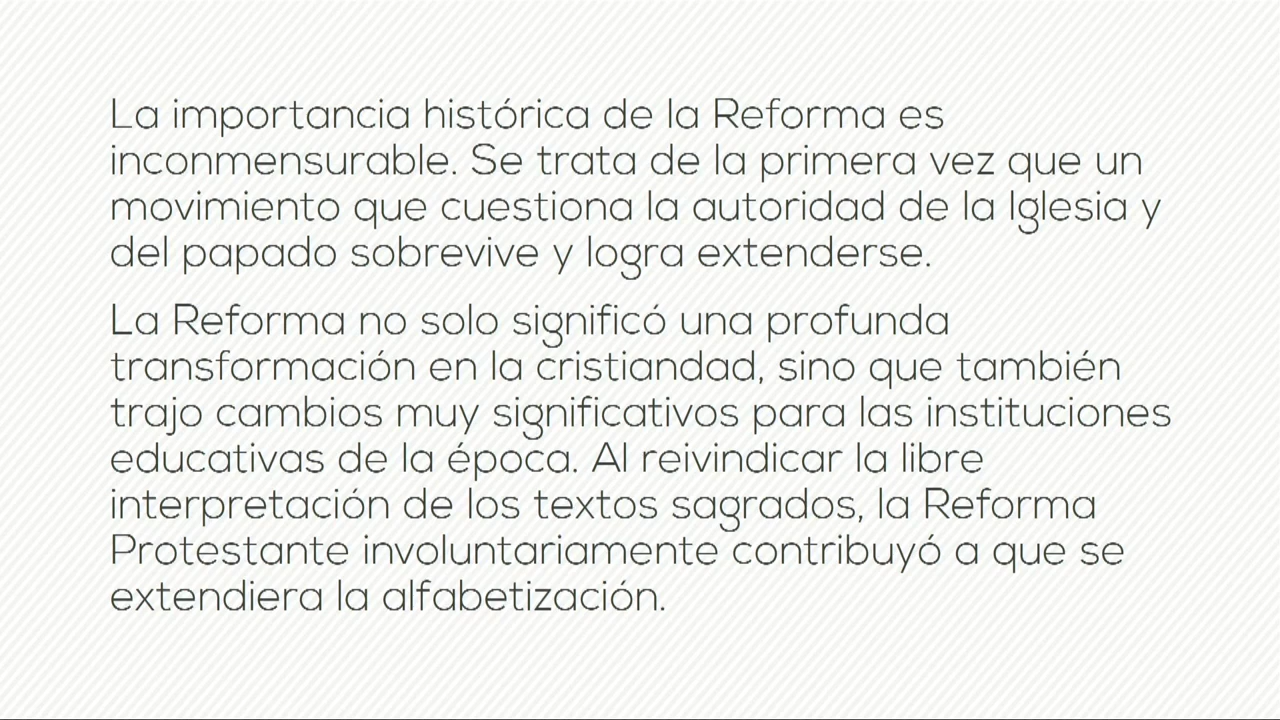 La importancia histórica de la Reforma es
inconmensurable. Se trata de la primera vez que un
movimiento que cuestiona la autoridad de la Iglesia y
del papado sobrevive y logra extenderse.
La Reforma no solo significó una profunda
transformación en la cristiandad, sino que también
trajo cambios muy significativos para las instituciones
educativas de la época. Al reivindicar la libre
interpretación de los textos sagrados, la Reforma
Protestante involuntariamente contribuyó a que se
extendiera la alfabetización.